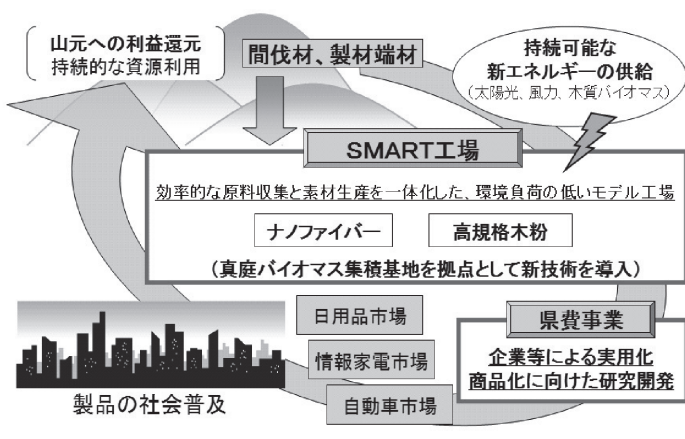 山元への利益還元
持続的な資源利用
間伐材、製材端材
持続可能な
新エネルギーの供給
(太陽光、風力、木質バイオマス)
SMART工場
効率的な原料収集と素材生産を一体化した、環境負荷の低いモデル工場
ナノファイバー
高規格木粉
(真庭バイオマス集積基地を拠点として新技術を導入)
日用品市場
情報家電市場
自動車市場
県費事業
企業等による実用化
商品化に向けた研究開発
製品の社会普及